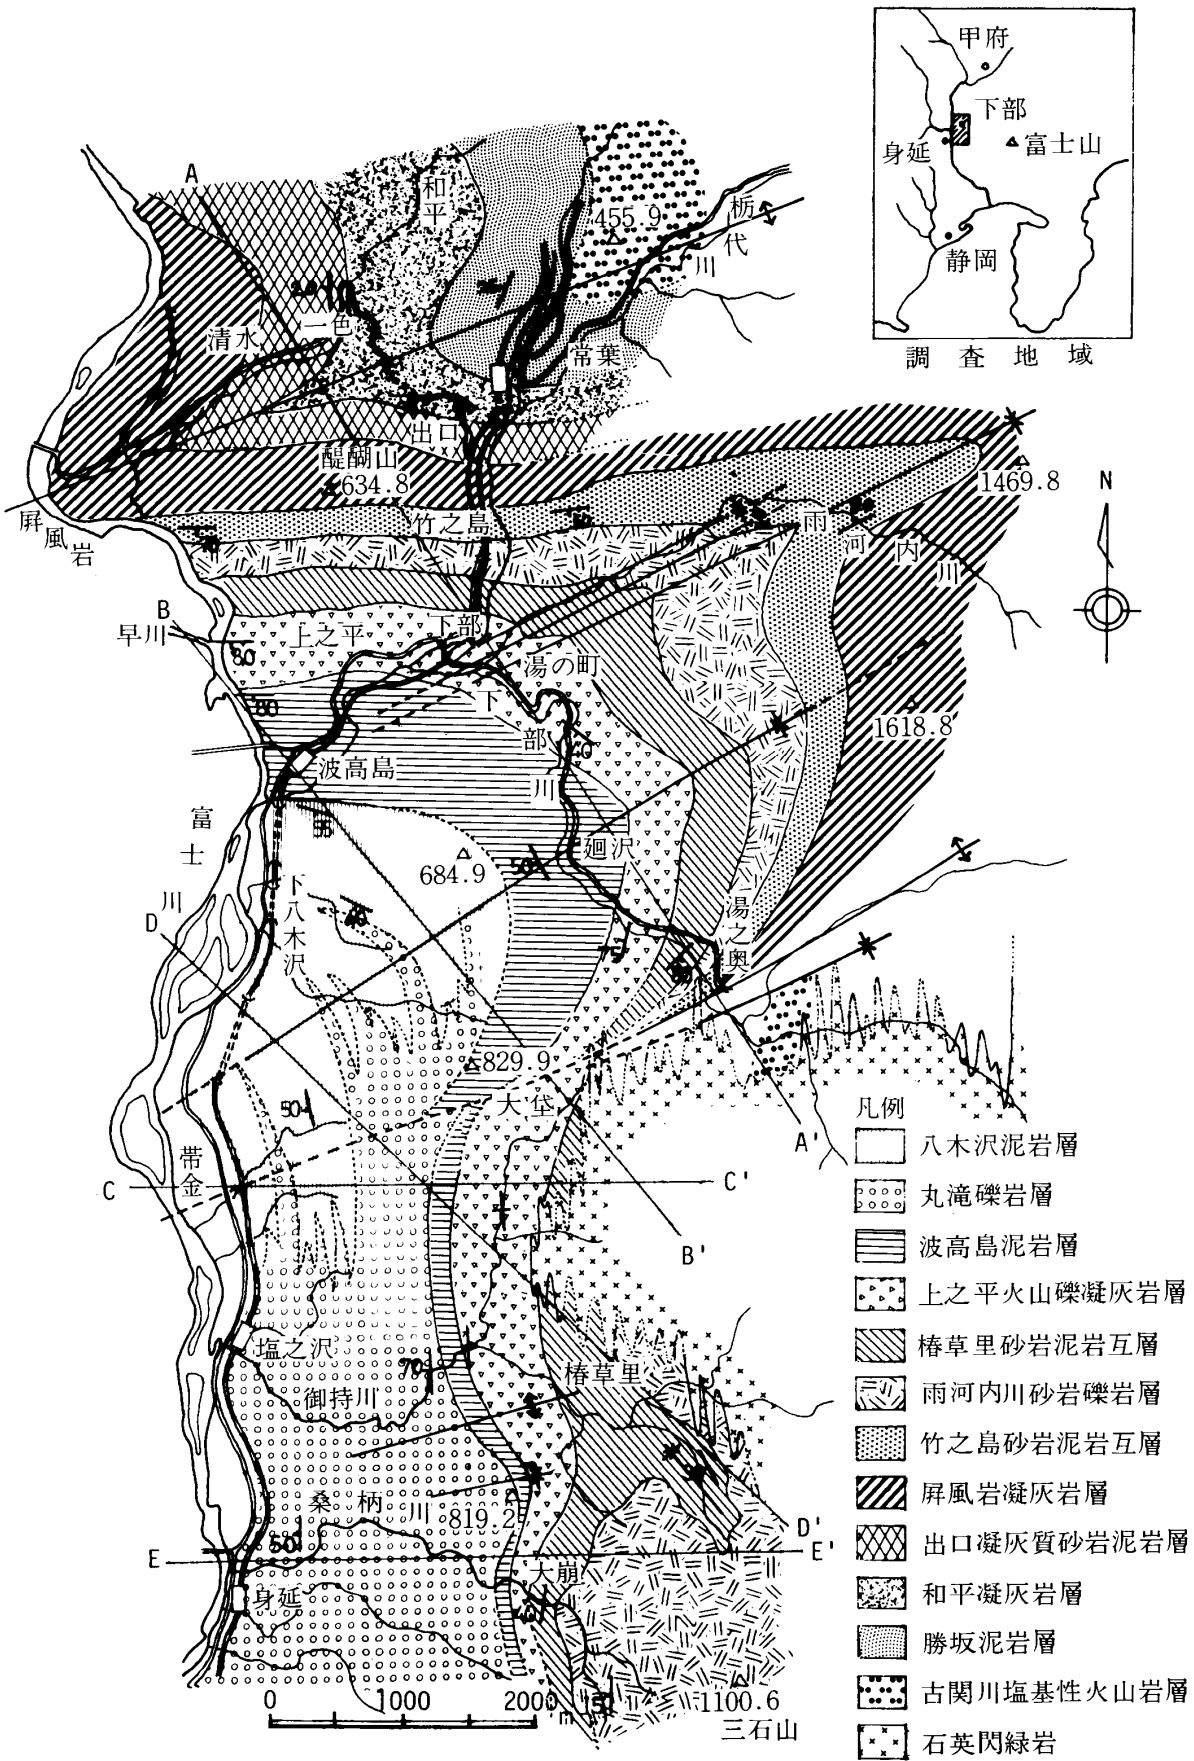 甲府
下部
身延
富士山
静岡
調査地域
A
和平
455.9
栃代川
清水
一色
常葉
出口
醍醐山
634.8
1469.8
N
屏風岩
竹之島
雨河内川
B
早川
上之平
下部
80
湯の町
80
下部川
1618.8
波高島
富士川
684.9
50
廻沢
下八木沢
D
湯之奥
829.9
大垈
50
帯金
C
C'
A'
B'
塩之沢
70
御持川
椿草里
桑柄川
819.2
50
D'
E
E'
大崩
身延
0 1000 2000m
1100.6
三石山
凡例
八木沢泥岩層
丸滝礫岩層
波高島泥岩層
上之平火山礫凝灰岩層
椿草里砂岩泥岩互層
雨河内川砂岩礫岩層
竹之島砂岩泥岩互層
屏風岩凝灰岩層
出口凝灰質砂岩泥岩層
和平凝灰岩層
勝坂泥岩層
古関川塩基性火山岩層
石英閃緑岩